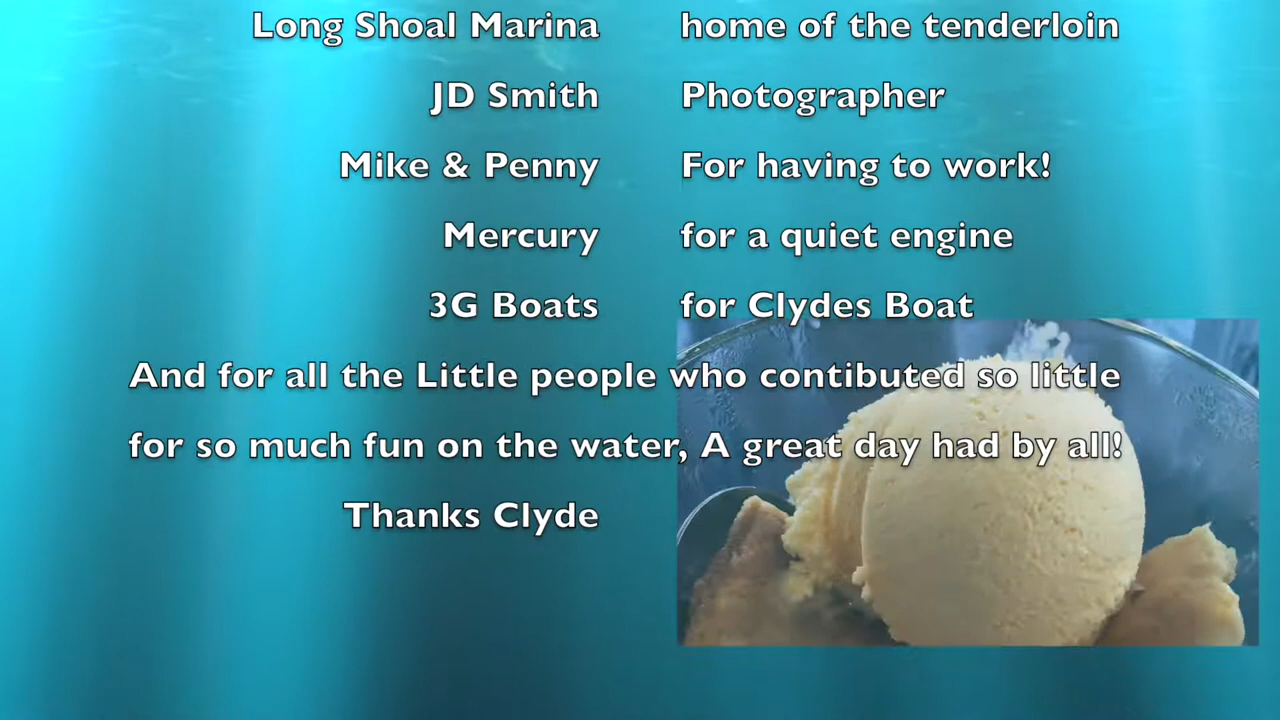 Long Shoal Marina home of the tenderloin
JD Smith Photographer
Mike & Penny For having to work!
Mercury for a quiet engine
3G Boats for Clydes Boat
And for all the Little people who contibuted so little
for so much fun on the water, A great day had by all!
Thanks Clyde